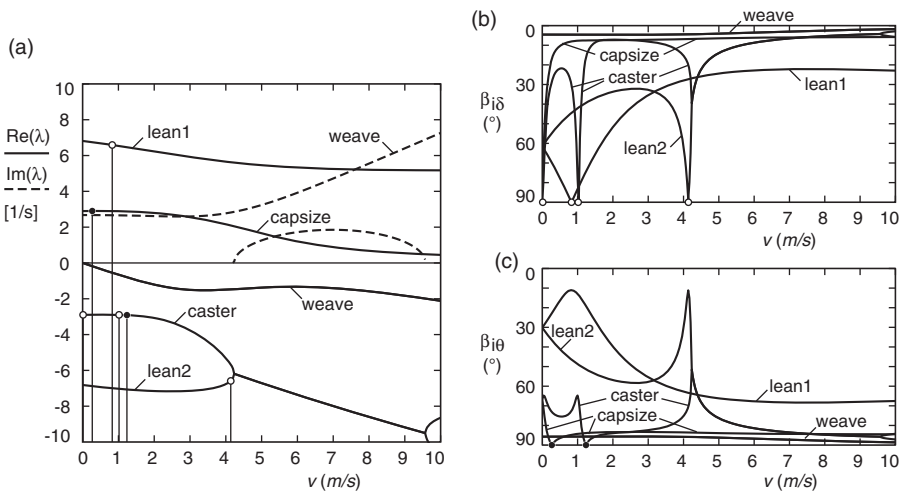 (a)
Re(λ)
Im(λ)
[1/s]
10
8
6
4
2
0
-2
-4
-6
-8
-10
lean1
weave
capsize
weave
caster
lean2
0 1 2 3 4 5 6 7 8 9 10
v (m/s)
(b)
βiδ
(°)
0
30
60
90
weave
capsize
caster
lean1
lean2
0 1 2 3 4 5 6 7 8 9 10
v (m/s)
(c)
βiθ
(°)
0
30
60
90
lean2
lean1
caster
capsize
weave
0 1 2 3 4 5 6 7 8 9 10
v (m/s)